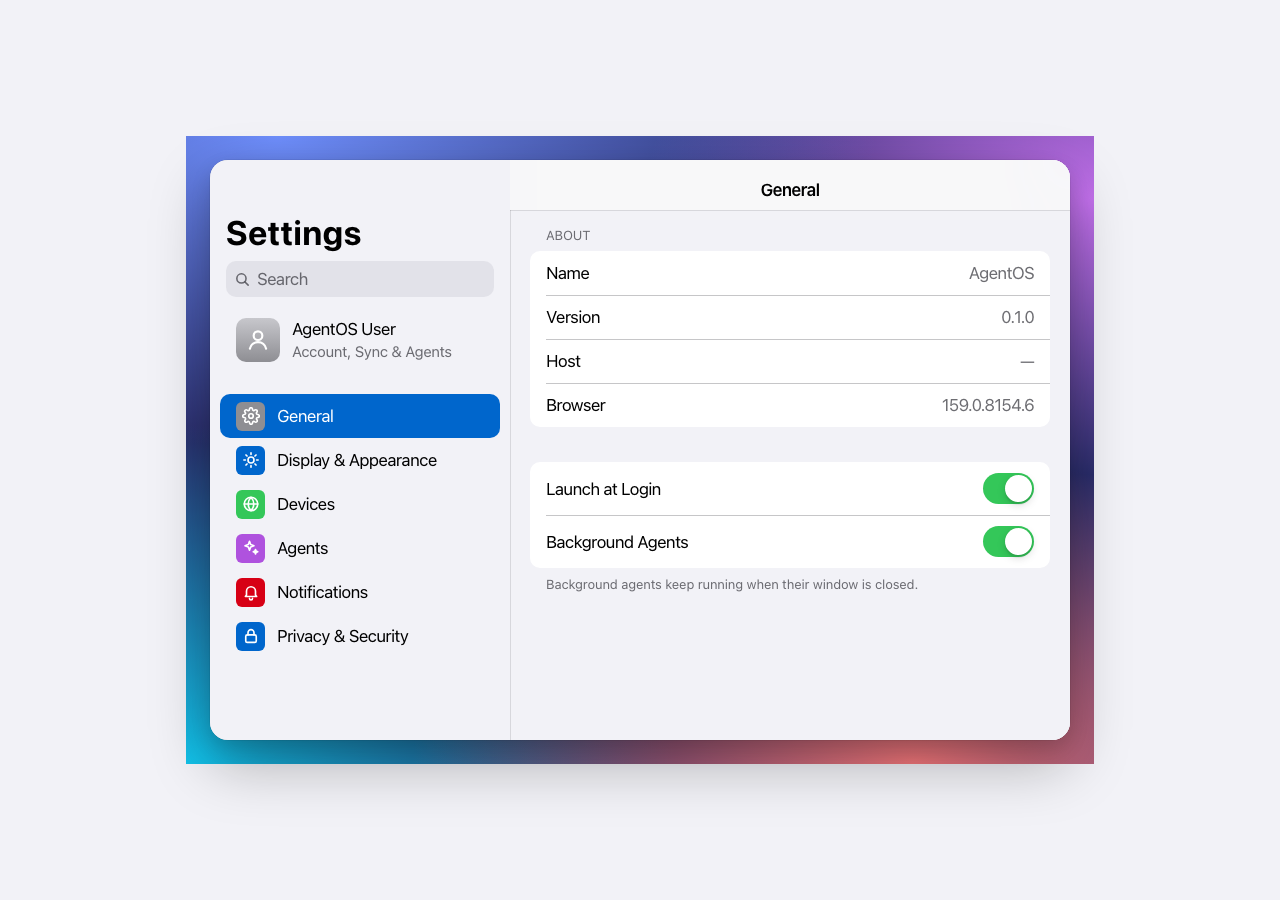 Settings
Search
AgentOS User
Account, Sync & Agents
General
Display & Appearance
Devices
Agents
Notifications
Privacy & Security
General
ABOUT
Name AgentOS
Version 0.1.0
Host —
Browser 159.0.8154.6
Launch at Login
Background Agents
Background agents keep running when their window is closed.